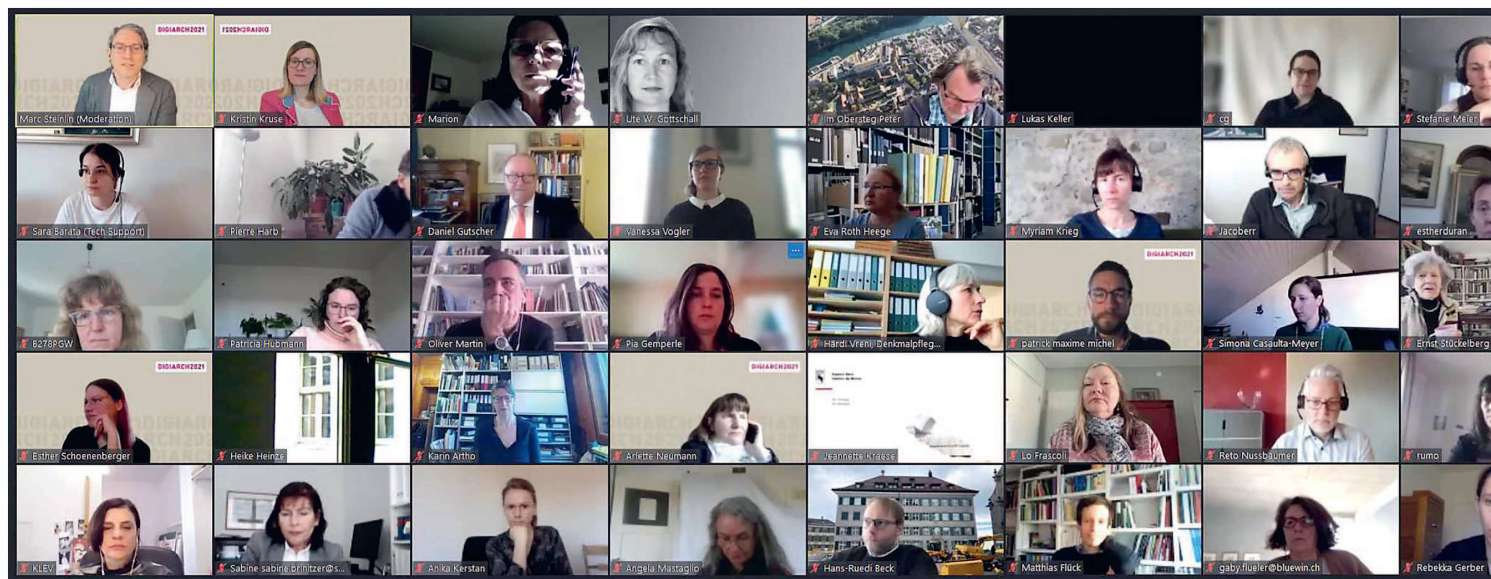 DIGIARCH2021
Marc Steinlin (Moderation)
DIGIARCH2021
Kristin Kruse
Marion
Ute W. Gottschall
Im Obersteg Peter
Lukas Keller
cg
Stefanie Meier
Sara Barata (Tech Support)
Pierre Harb
Daniel Gutscher
Vanessa Vogler
Eva Roth Heege
Myriam Krieg
Jacoberr
estherduran
B278PGW
Patricia Hubmann
Oliver Martin
Pia Gemperle
Härdi Vreni, Denkmalpfleg...
DIGIARCH2021
patrick maxime michel
Simona Casaulta-Meyer
Ernst Stückelberg
Esther Schoenenberger
DIGIARCH2021
Heike Heinze
Karin Artho
DIGIARCH2021
Arlette Neumann
Jeannette Kraese
Lo Frascoli
Reto Nussbaumer
rumo
KLEV
Sabine sabine.brinitzer@s...
Anika Kerstan
Angela Mastaglio
Hans-Ruedi Beck
Matthias Flück
gaby.flueler@bluewin.ch
Rebekka Gerber